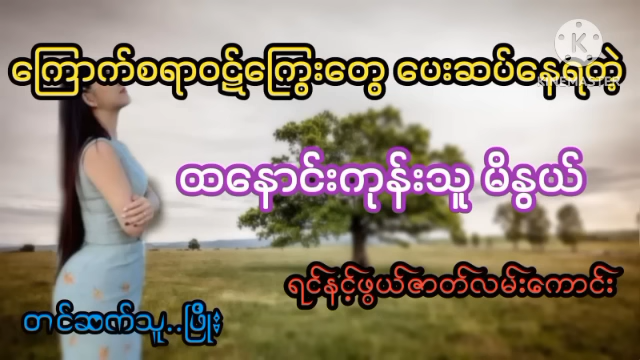 ကြောက်စရာဝဋ်ကြွေးတွေ ပေးဆပ်နေရတဲ့
KINEMASTER
ထနောင်းကုန်းသူ မိနွယ်
ရင်နင့်ဖွယ်ဇာတ်လမ်းကောင်း
တင်ဆက်သူ..ဖြိုး